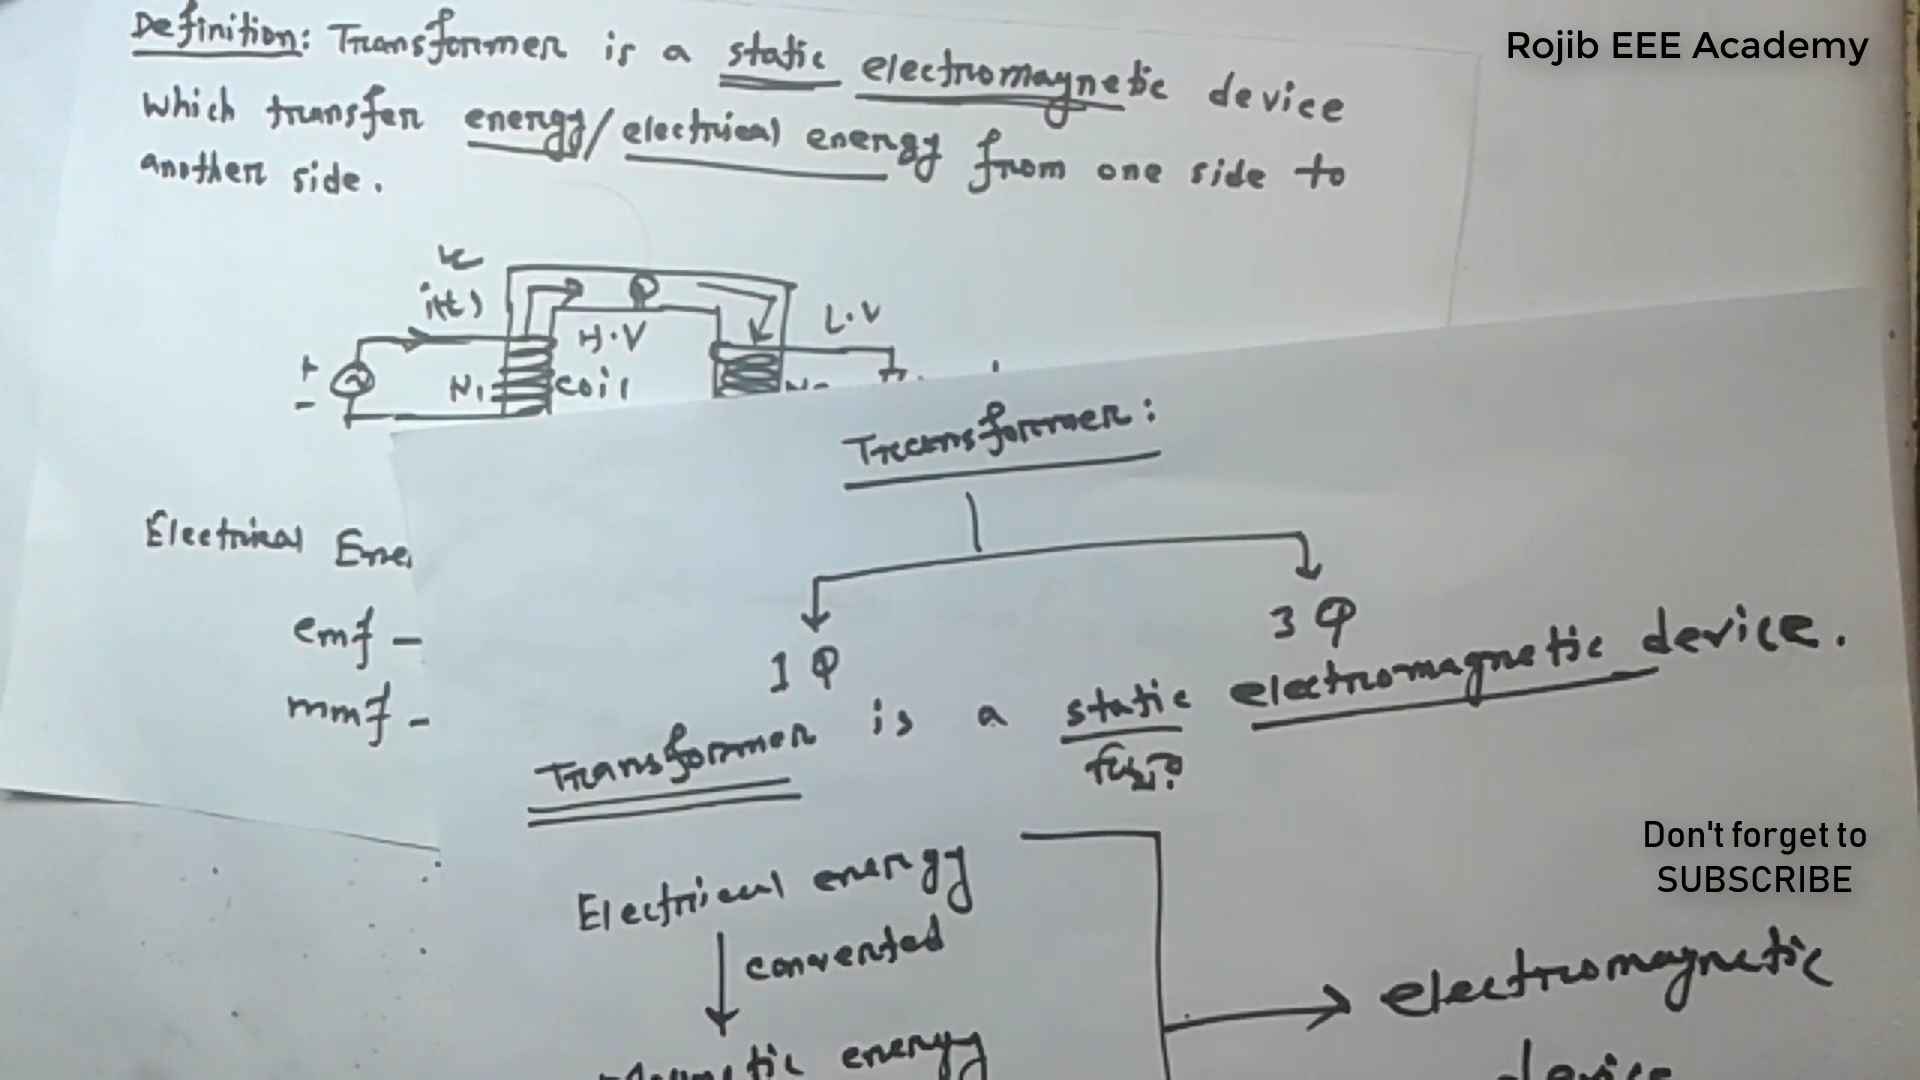 Rojib EEE Academy
Definition: Transformer is a static electromagnetic device
which transfer energy/electrical energy from one side to
another side.
i(t)
φ
H.V
L.V
+
-
N1
coil
Transformer:
1 φ
3 φ
Transformer is a static electromagnetic device.
স্থির
Electrical
emf -
mmf -
Electrical energy
converted
energy
electromagnetic
device
Don't forget to
SUBSCRIBE